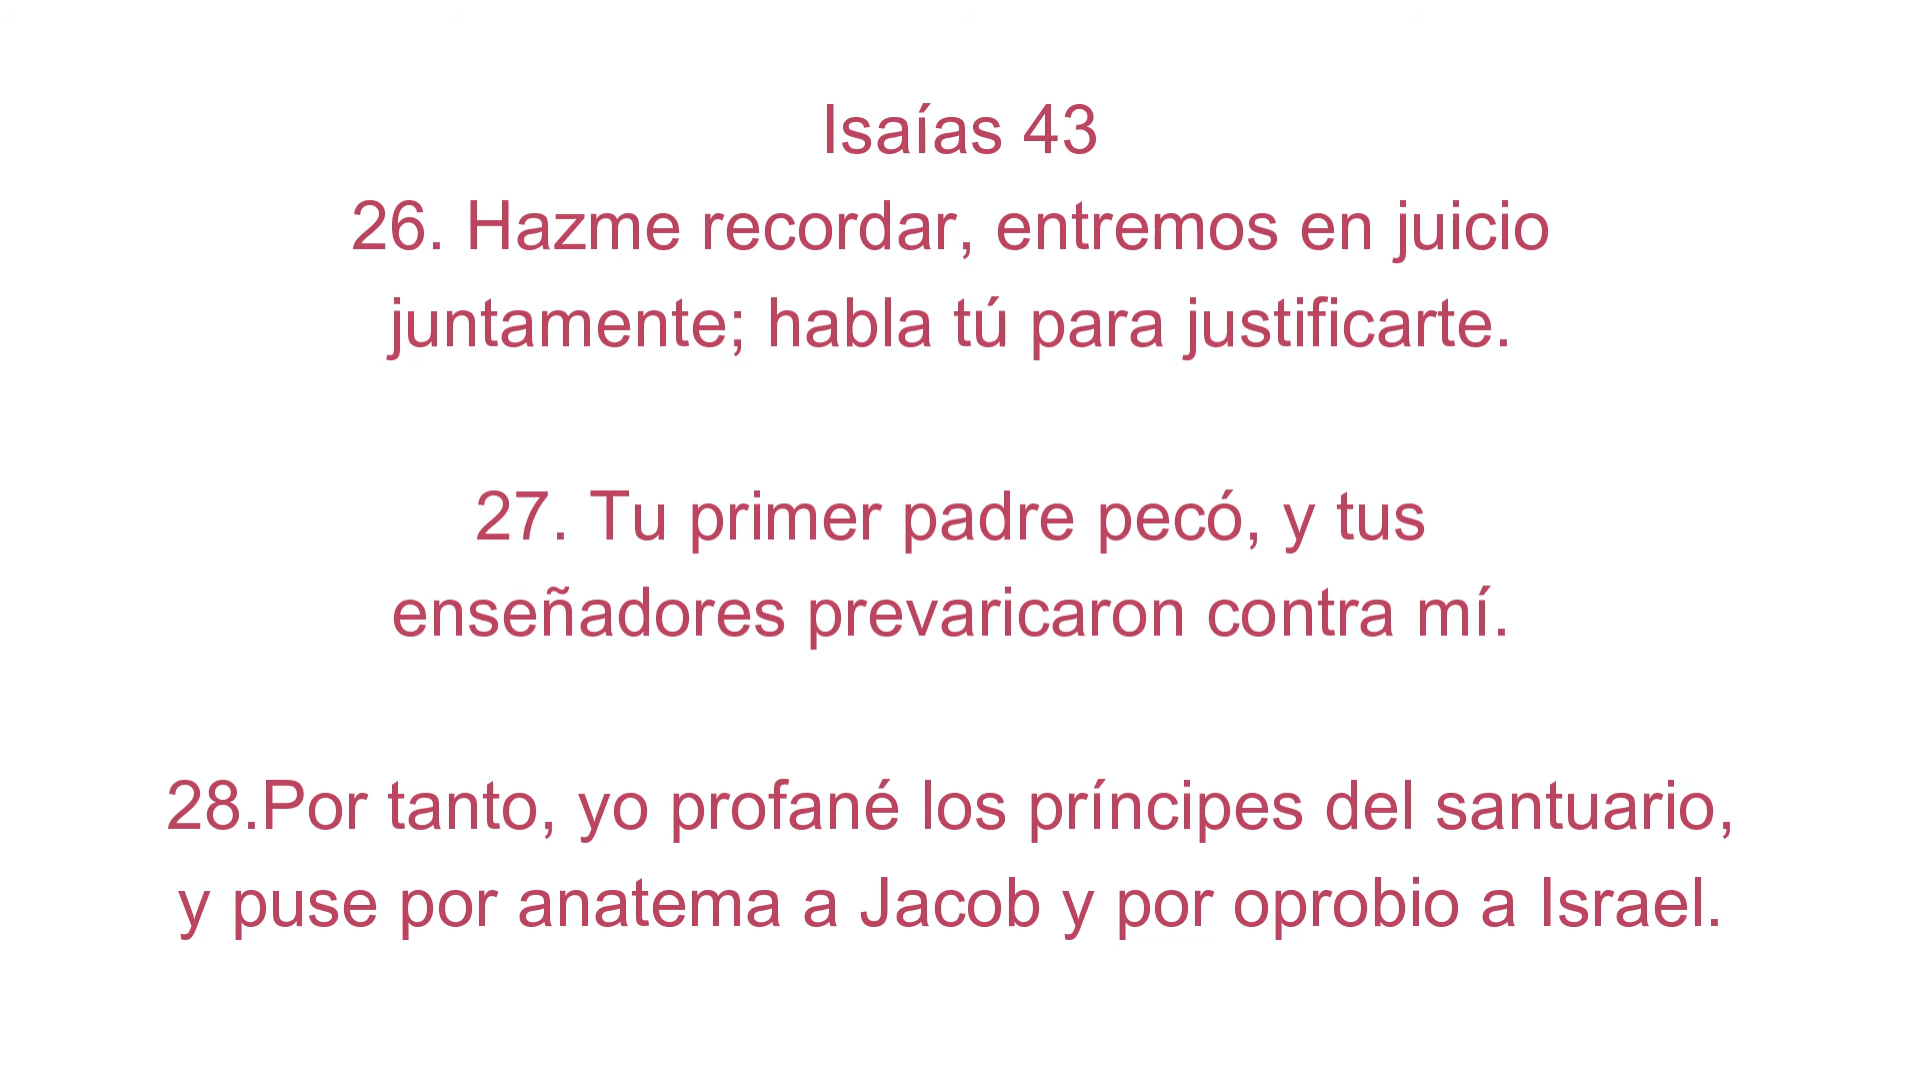 Isaías 43
26. Hazme recordar, entremos en juicio
juntamente; habla tú para justificarte.
27. Tu primer padre pecó, y tus
enseñadores prevaricaron contra mí.
28.Por tanto, yo profané los príncipes del santuario,
y puse por anatema a Jacob y por oprobio a Israel.